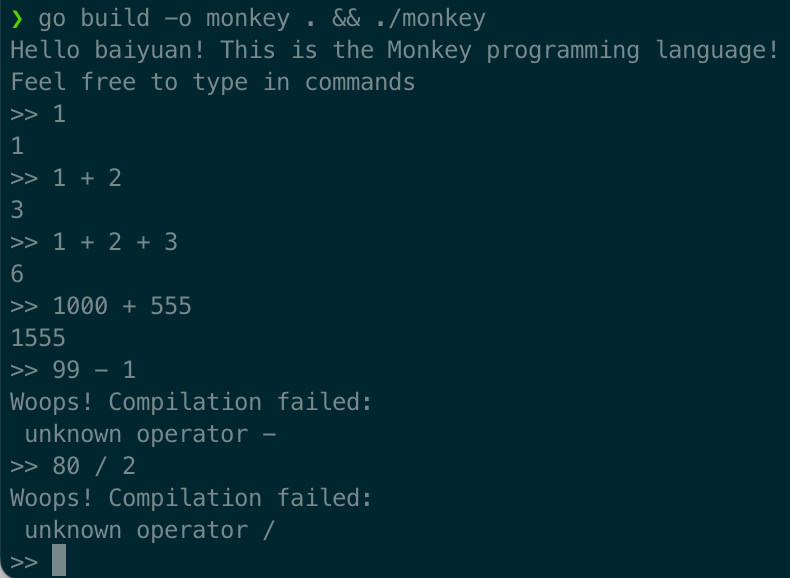 ❯ go build -o monkey . && ./monkey
Hello baiyuan! This is the Monkey programming language!
Feel free to type in commands
>> 1
1
>> 1 + 2
3
>> 1 + 2 + 3
6
>> 1000 + 555
1555
>> 99 - 1
Woops! Compilation failed:
 unknown operator -
>> 80 / 2
Woops! Compilation failed:
 unknown operator /
>>